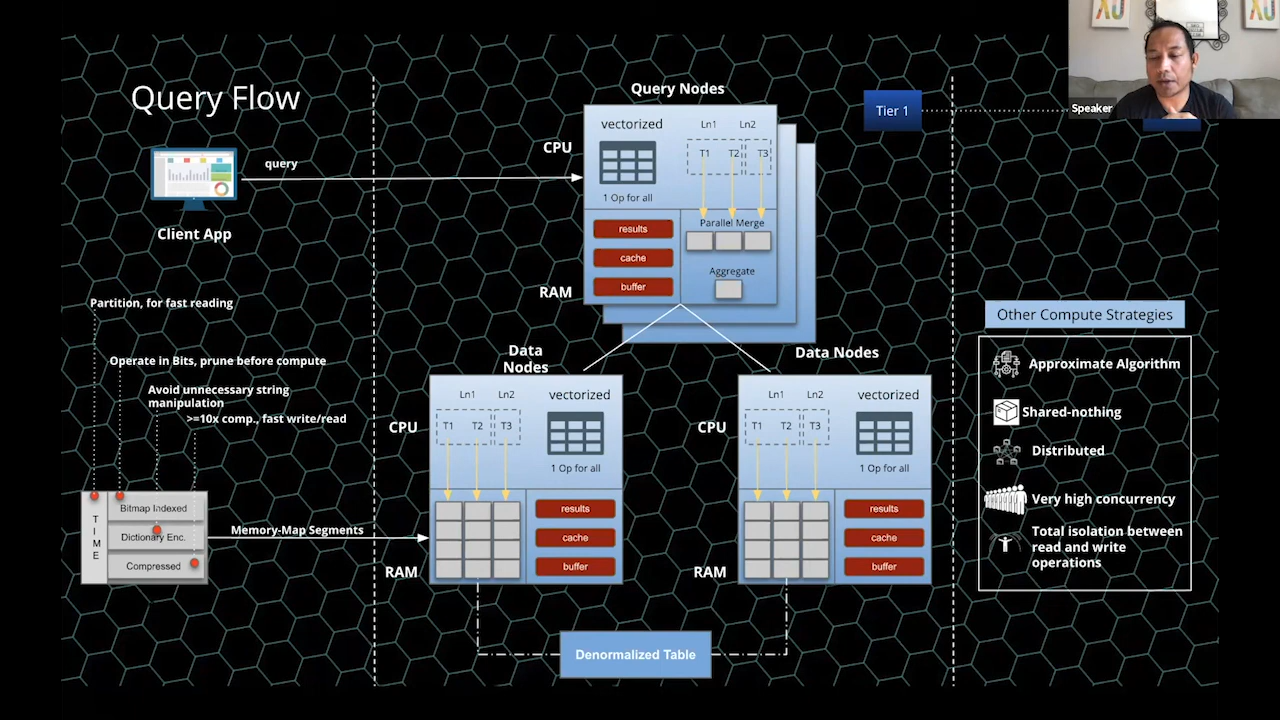 Query Flow
query
Client App
Query Nodes
CPU
vectorized
1 Op for all
Ln1
Ln2
T1
T2
T3
Parallel Merge
Aggregate
results
cache
buffer
RAM
Tier 1
Speaker
Partition, for fast reading
Operate in Bits, prune before compute
Avoid unnecessary string
manipulation
>=10x comp., fast write/read
TIME
Bitmap Indexed
Dictionary Enc.
Compressed
Memory-Map Segments
Data
Nodes
CPU
Ln1
Ln2
T1
T2
T3
vectorized
1 Op for all
results
cache
buffer
RAM
Data Nodes
CPU
Ln1
Ln2
T1
T2
T3
vectorized
1 Op for all
results
cache
buffer
RAM
Denormalized Table
Other Compute Strategies
Approximate Algorithm
Shared-nothing
Distributed
Very high concurrency
Total isolation between
read and write
operations